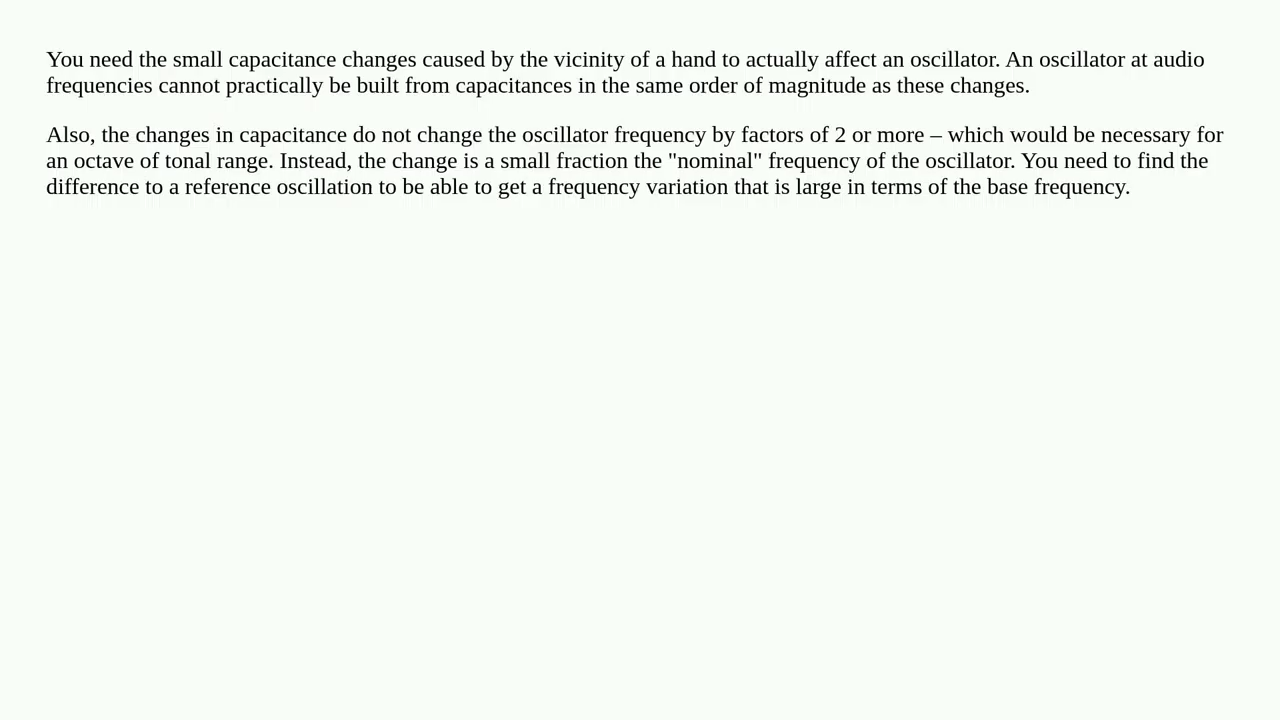 You need the small capacitance changes caused by the vicinity of a hand to actually affect an oscillator. An oscillator at audio
frequencies cannot practically be built from capacitances in the same order of magnitude as these changes.
Also, the changes in capacitance do not change the oscillator frequency by factors of 2 or more – which would be necessary for
an octave of tonal range. Instead, the change is a small fraction the "nominal" frequency of the oscillator. You need to find the
difference to a reference oscillation to be able to get a frequency variation that is large in terms of the base frequency.